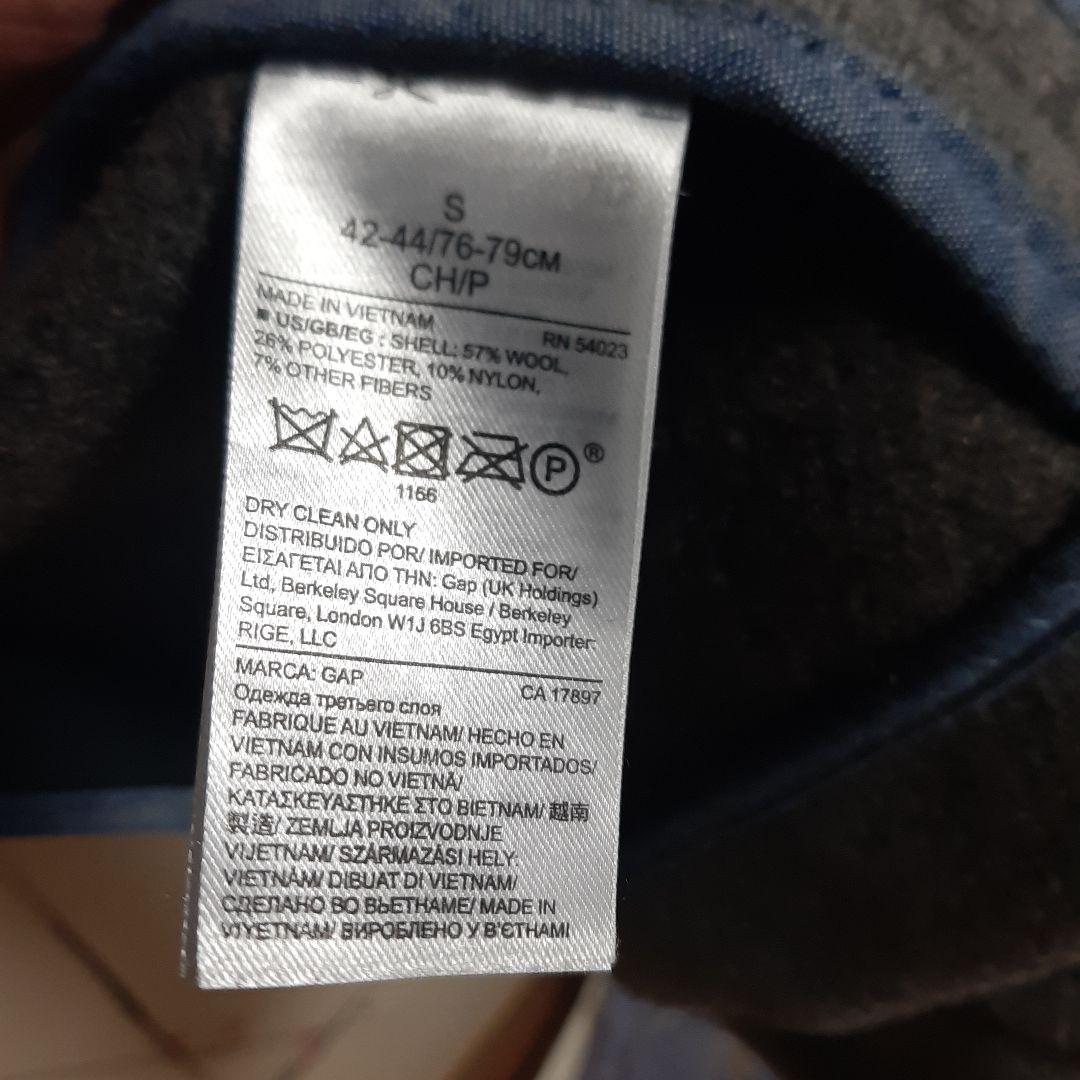 S
42-44/76-79CM
CH/P
MADE IN VIETNAM
RN 54023
■ US/GB/EG : SHELL: 57% WOOL,
26% POLYESTER, 10% NYLON,
7% OTHER FIBERS
P®
1166
DRY CLEAN ONLY
DISTRIBUIDO POR/ IMPORTED FOR/
ΕΙΣΑΓΕΤΑΙ ΑΠΟ ΤΗΝ: Gap (UK Holdings)
Ltd, Berkeley Square House / Berkeley
Square, London W1J 6BS Egypt Importer:
RIGE, LLC
MARCA: GAP
CA 17897
Одежда третьего слоя
FABRIQUE AU VIETNAM/ HECHO EN
VIETNAM CON INSUMOS IMPORTADOS/
FABRICADO NO VIETNÃ/
ΚΑΤΑΣΚΕΥΑΣΤΗΚΕ ΣΤΟ ΒΙΕΤΝΑΜ/ 越南
製造/ ZEMLJA PROIZVODNJE
VIJETNAM/ SZÁRMAZÁSI HELY:
VIETNÁM/ DIBUAT DI VIETNAM/
СДЕЛАНО ВО ВЬЕТНАМЕ/ MADE IN
VIYETNAM/ ВИРОБЛЕНО У В'ЄТНАМІ